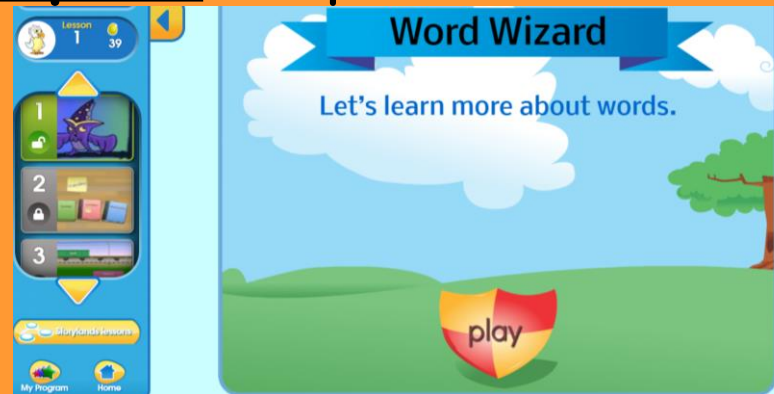 Lesson
1
39
1
2
3
Storylands lessons
My Program
Home
Word Wizard
Let's learn more about words.
play